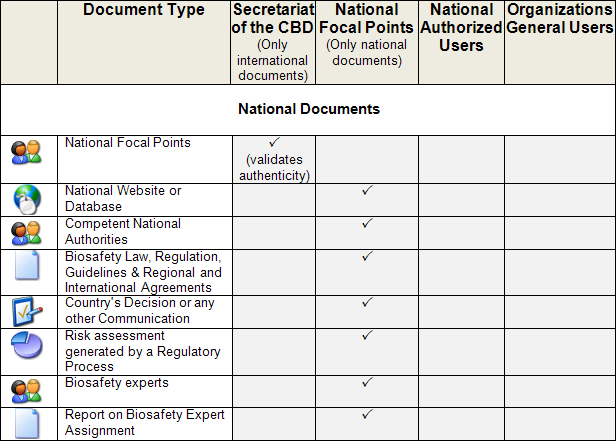 Document Type
Secretariat
of the CBD
(Only
international
documents)
National
Focal Points
(Only national
documents)
National
Authorized
Users
Organizations
General Users
National Documents
National Focal Points
✓
(validates
authenticity)
National Website or
Database
✓
Competent National
Authorities
✓
Biosafety Law, Regulation,
Guidelines & Regional and
International Agreements
✓
Country's Decision or any
other Communication
✓
Risk assessment
generated by a Regulatory
Process
✓
Biosafety experts
✓
Report on Biosafety Expert
Assignment
✓